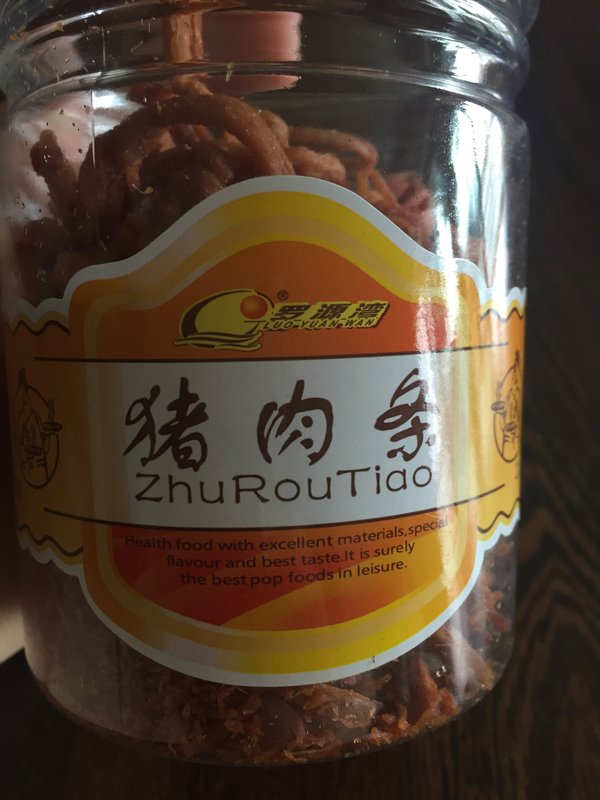 罗源湾®
LUO-YUAN-WAN
猪肉条
ZhuRouTiao
Health food with excellent materials,special
flavour and best taste.It is surely
the best pop foods in leisure.